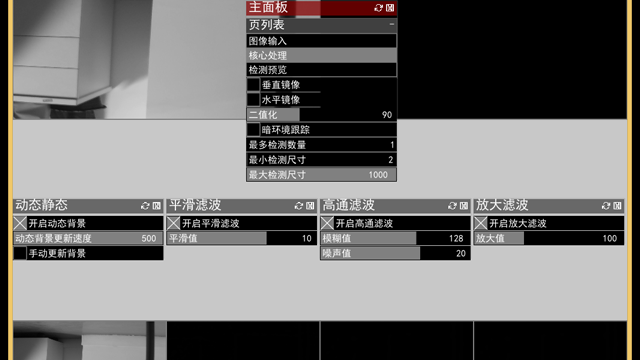 主面板
页列表 -
图像输入
核心处理
检测预览
垂直镜像
水平镜像
二值化 90
暗环境跟踪
最多检测数量 1
最小检测尺寸 2
最大检测尺寸 1000
动态静态
开启动态背景
动态背景更新速度 500
手动更新背景
平滑滤波
开启平滑滤波
平滑值 10
高通滤波
开启高通滤波
模糊值 128
噪声值 20
放大滤波
开启放大滤波
放大值 100